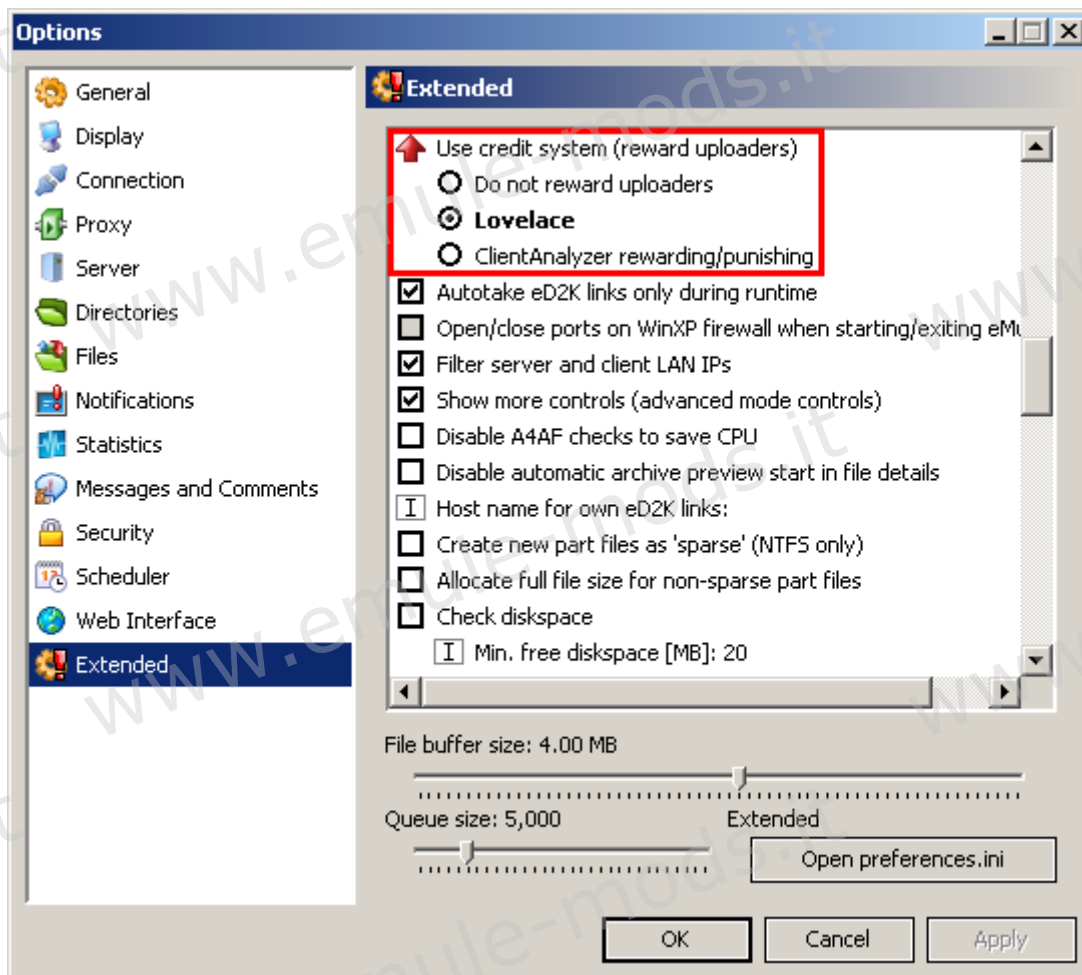 Options
General
Display
Connection
Proxy
Server
Directories
Files
Notifications
Statistics
Messages and Comments
Security
Scheduler
Web Interface
Extended
Extended
Use credit system (reward uploaders)
Do not reward uploaders
Lovelace
ClientAnalyzer rewarding/punishing
Autotake eD2K links only during runtime
Open/close ports on WinXP firewall when starting/exiting eMu
Filter server and client LAN IPs
Show more controls (advanced mode controls)
Disable A4AF checks to save CPU
Disable automatic archive preview start in file details
Host name for own eD2K links:
Create new part files as 'sparse' (NTFS only)
Allocate full file size for non-sparse part files
Check diskspace
Min. free diskspace [MB]: 20
File buffer size: 4.00 MB
Queue size: 5,000
Extended
Open preferences.ini
OK
Cancel
Apply
www.emule-mods.it
www.emule-mods.it